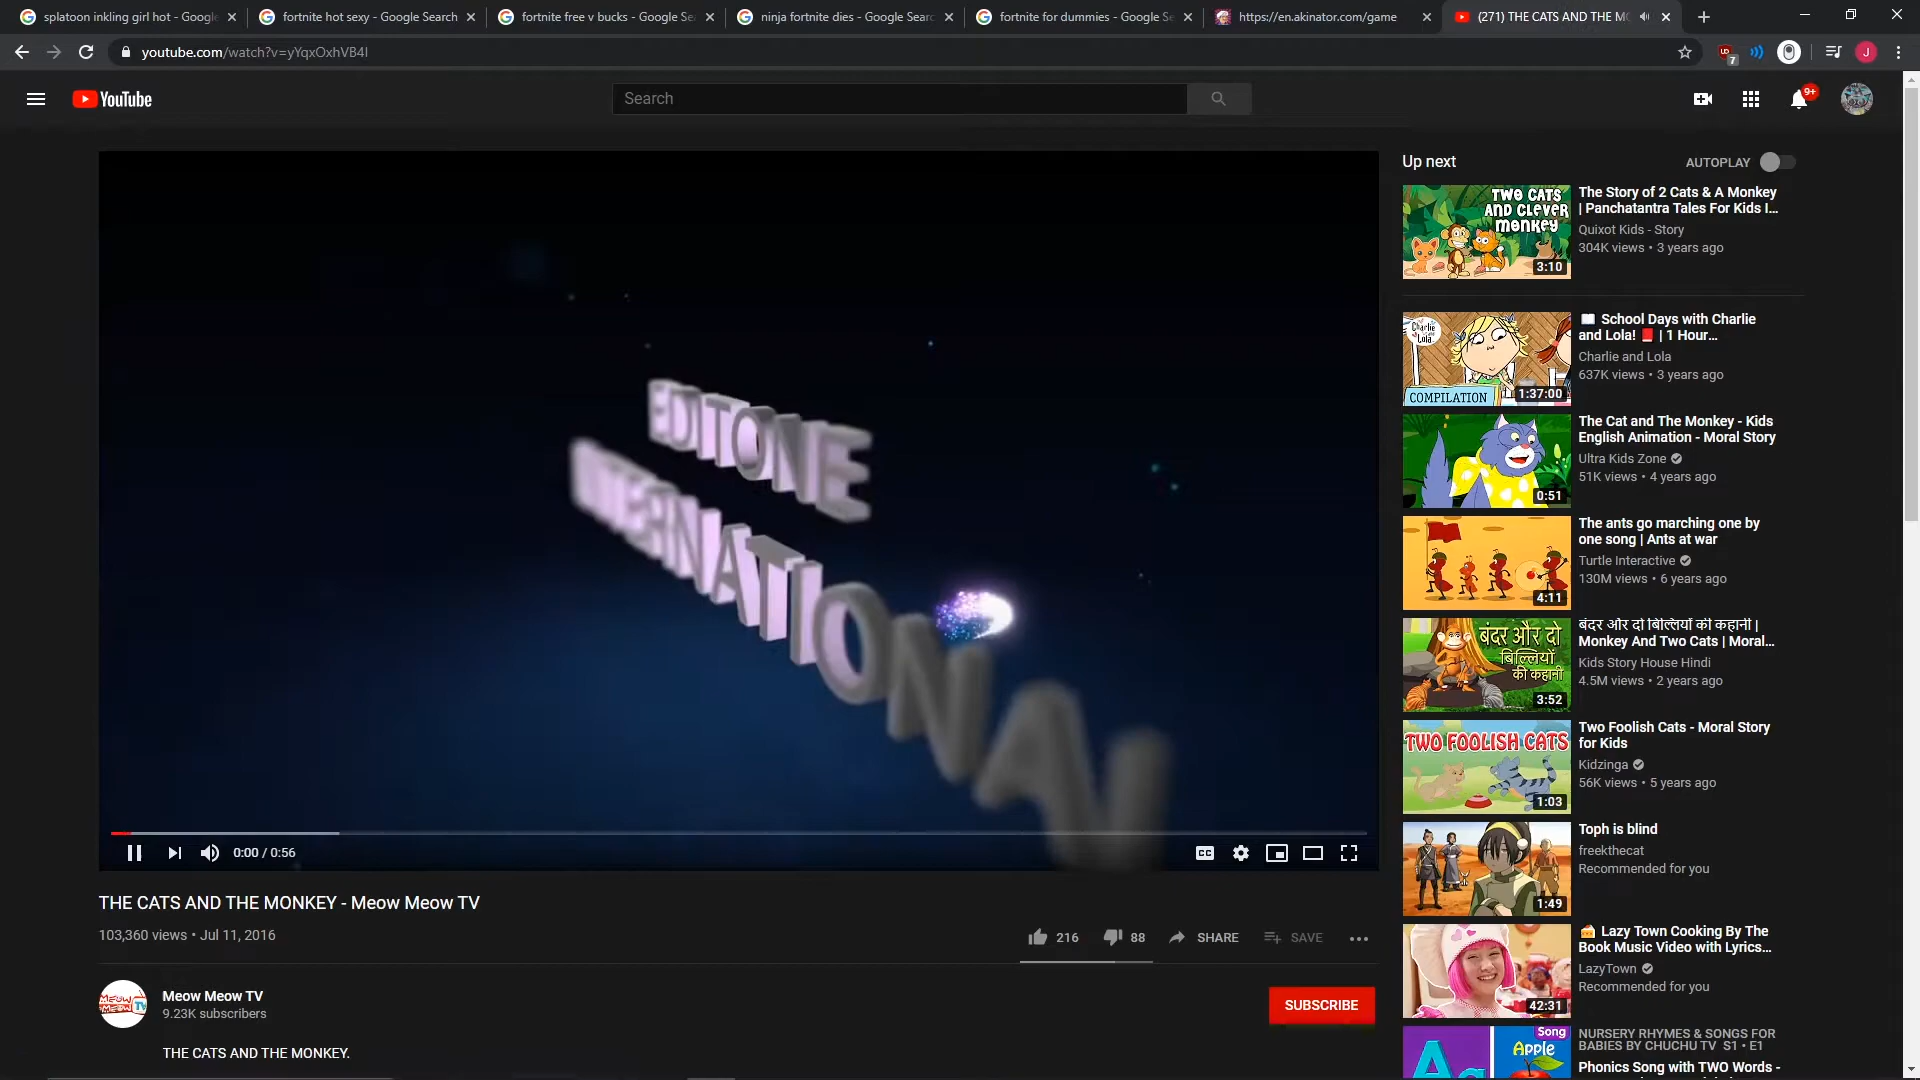 splatoon inkling girl hot - Google
fortnite hot sexy - Google Search
fortnite free v bucks - Google Se
ninja fortnite dies - Google Searc
fortnite for dummies - Google Se
https://en.akinator.com/game
(271) THE CATS AND THE M
youtube.com/watch?v=yYqxOxhVB4I
7
J
YouTube
Search
9+
EDITONE
INTERNATIONAL
0:00 / 0:56
CC
THE CATS AND THE MONKEY - Meow Meow TV
103,360 views • Jul 11, 2016
216
88
SHARE
SAVE
MEOW
MEOW TV
Meow Meow TV
9.23K subscribers
SUBSCRIBE
THE CATS AND THE MONKEY.
Up next
AUTOPLAY
TWO CATS
AND CLEVER
MONKEY
3:10
The Story of 2 Cats & A Monkey
| Panchatantra Tales For Kids I...
Quixot Kids - Story
304K views • 3 years ago
Charlie
and Lola
COMPILATION
1:37:00
📖 School Days with Charlie
and Lola! 📕 | 1 Hour...
Charlie and Lola
637K views • 3 years ago
0:51
The Cat and The Monkey - Kids
English Animation - Moral Story
Ultra Kids Zone
51K views • 4 years ago
4:11
The ants go marching one by
one song | Ants at war
Turtle Interactive
130M views • 6 years ago
बंदर और दो
बिल्लियों
की कहानी
3:52
बंदर और दो बिल्लियों की कहानी |
Monkey And Two Cats | Moral...
Kids Story House Hindi
4.5M views • 2 years ago
TWO FOOLISH CATS
1:03
Two Foolish Cats - Moral Story
for Kids
Kidzinga
56K views • 5 years ago
1:49
Toph is blind
freekthecat
Recommended for you
42:31
🍰 Lazy Town Cooking By The
Book Music Video with Lyrics...
LazyTown
Recommended for you
Song
Apple
NURSERY RHYMES & SONGS FOR
BABIES BY CHUCHU TV S1 • E1
Phonics Song with TWO Words -